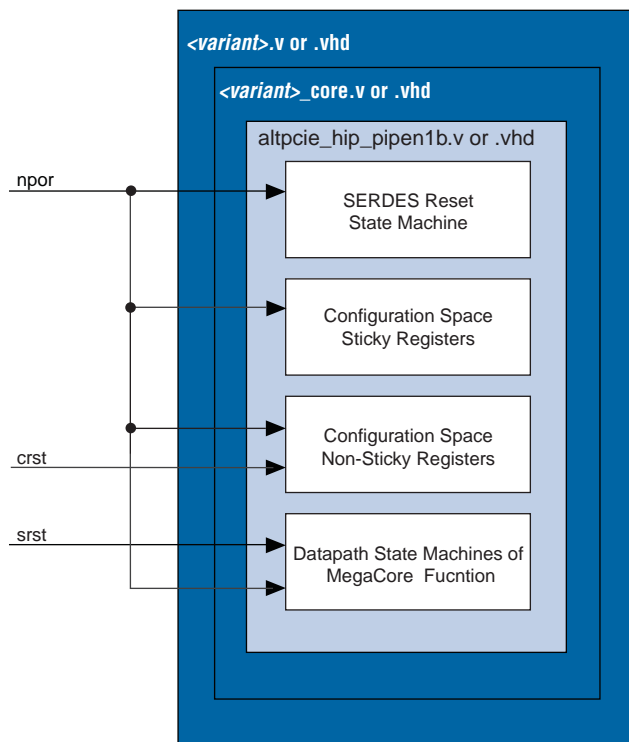 <variant>.v or .vhd
<variant>_core.v or .vhd
altpcie_hip_pipen1b.v or .vhd
npor
SERDES Reset
State Machine
Configuration Space
Sticky Registers
Configuration Space
Non-Sticky Registers
crst
srst
Datapath State Machines of
MegaCore Fucntion